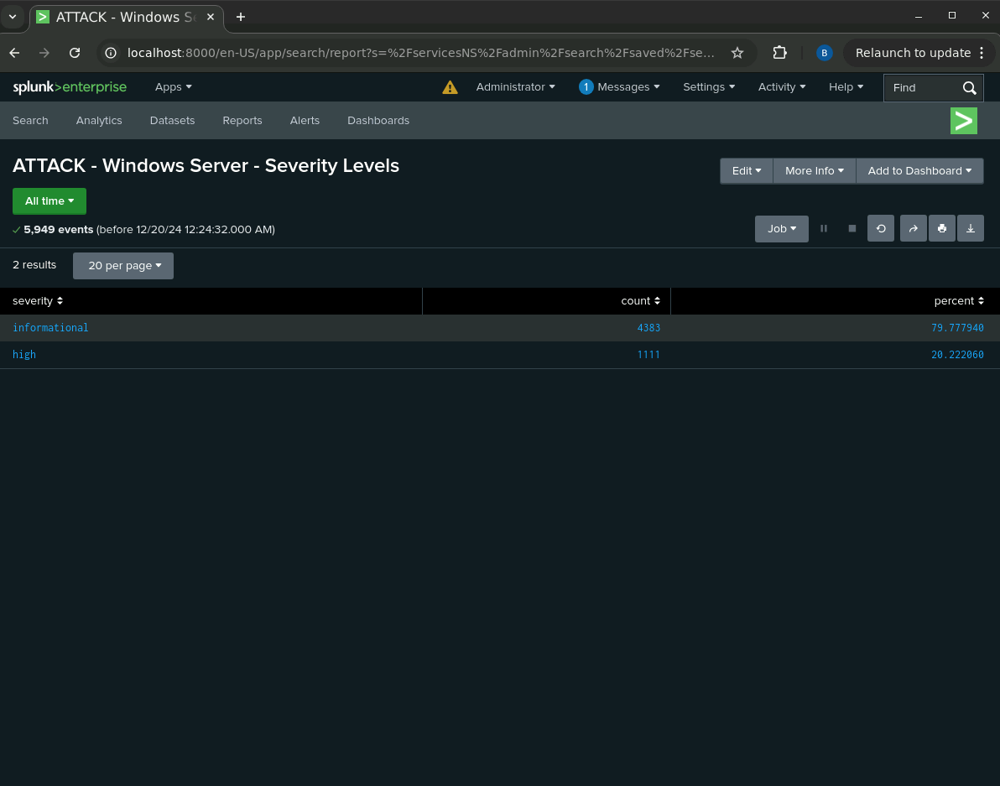 ATTACK - Windows Se
localhost:8000/en-US/app/search/report?s=%2FservicesNS%2Fadmin%2Fsearch%2Fsaved%2Fse...
B
Relaunch to update
splunk>enterprise
Apps
Administrator
1
Messages
Settings
Activity
Help
Find
Search
Analytics
Datasets
Reports
Alerts
Dashboards
>
ATTACK - Windows Server - Severity Levels
Edit
More Info
Add to Dashboard
All time
5,949 events (before 12/20/24 12:24:32.000 AM)
Job
2 results
20 per page
severity count percent
informational 4383 79.777940
high 1111 20.222060